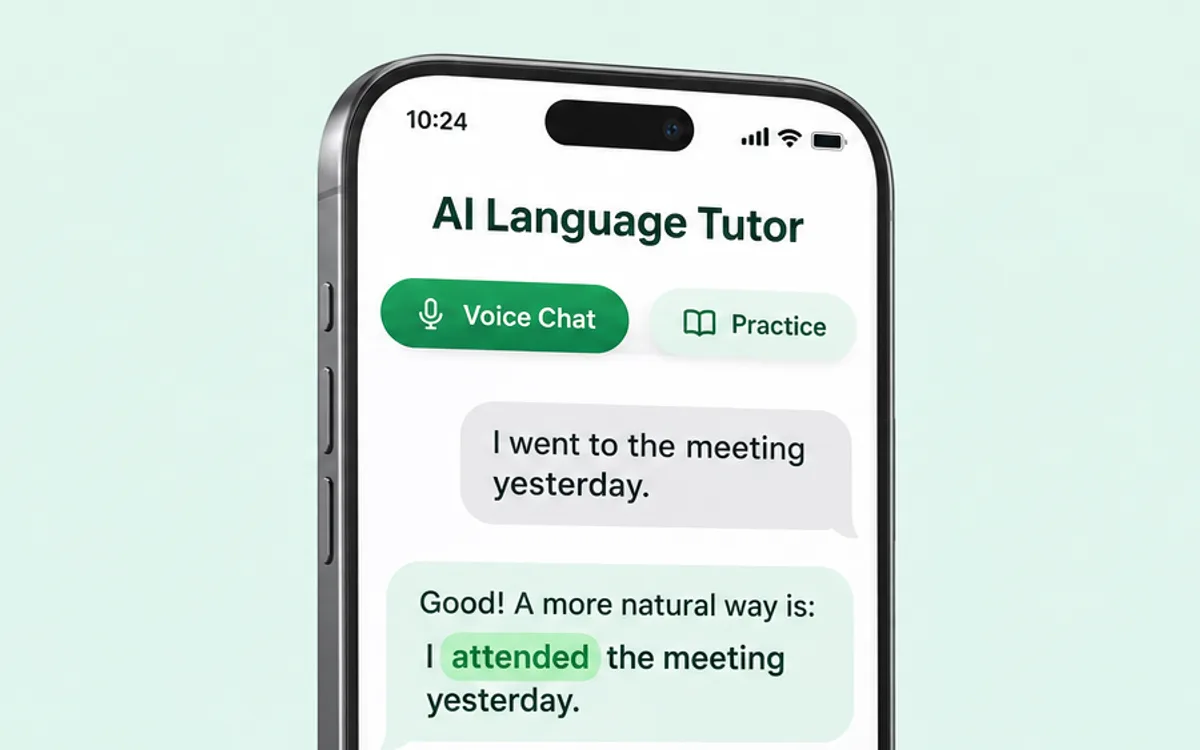 10:24
AI Language Tutor
Voice Chat
Practice
I went to the meeting
yesterday.
Good! A more natural way is:
I attended the meeting
yesterday.